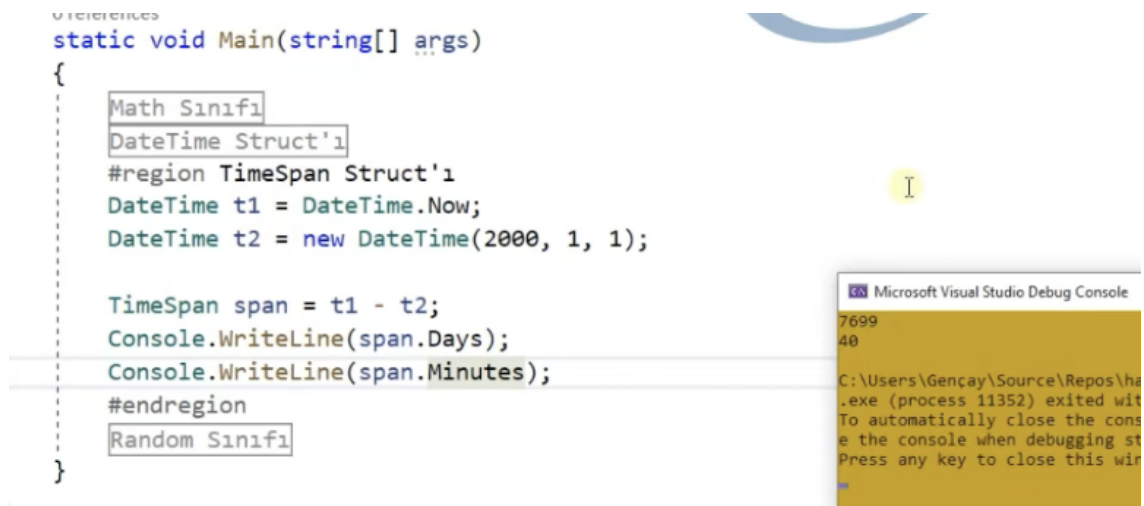 0 references
static void Main(string[] args)
{
Math Sınıfı
DateTime Struct'ı
#region TimeSpan Struct'ı
DateTime t1 = DateTime.Now;
DateTime t2 = new DateTime(2000, 1, 1);
TimeSpan span = t1 - t2;
Console.WriteLine(span.Days);
Console.WriteLine(span.Minutes);
#endregion
Random Sınıfı
}
Microsoft Visual Studio Debug Console
7699
40
C:\Users\Gençay\Source\Repos\ha
.exe (process 11352) exited wit
To automatically close the cons
e the console when debugging st
Press any key to close this win